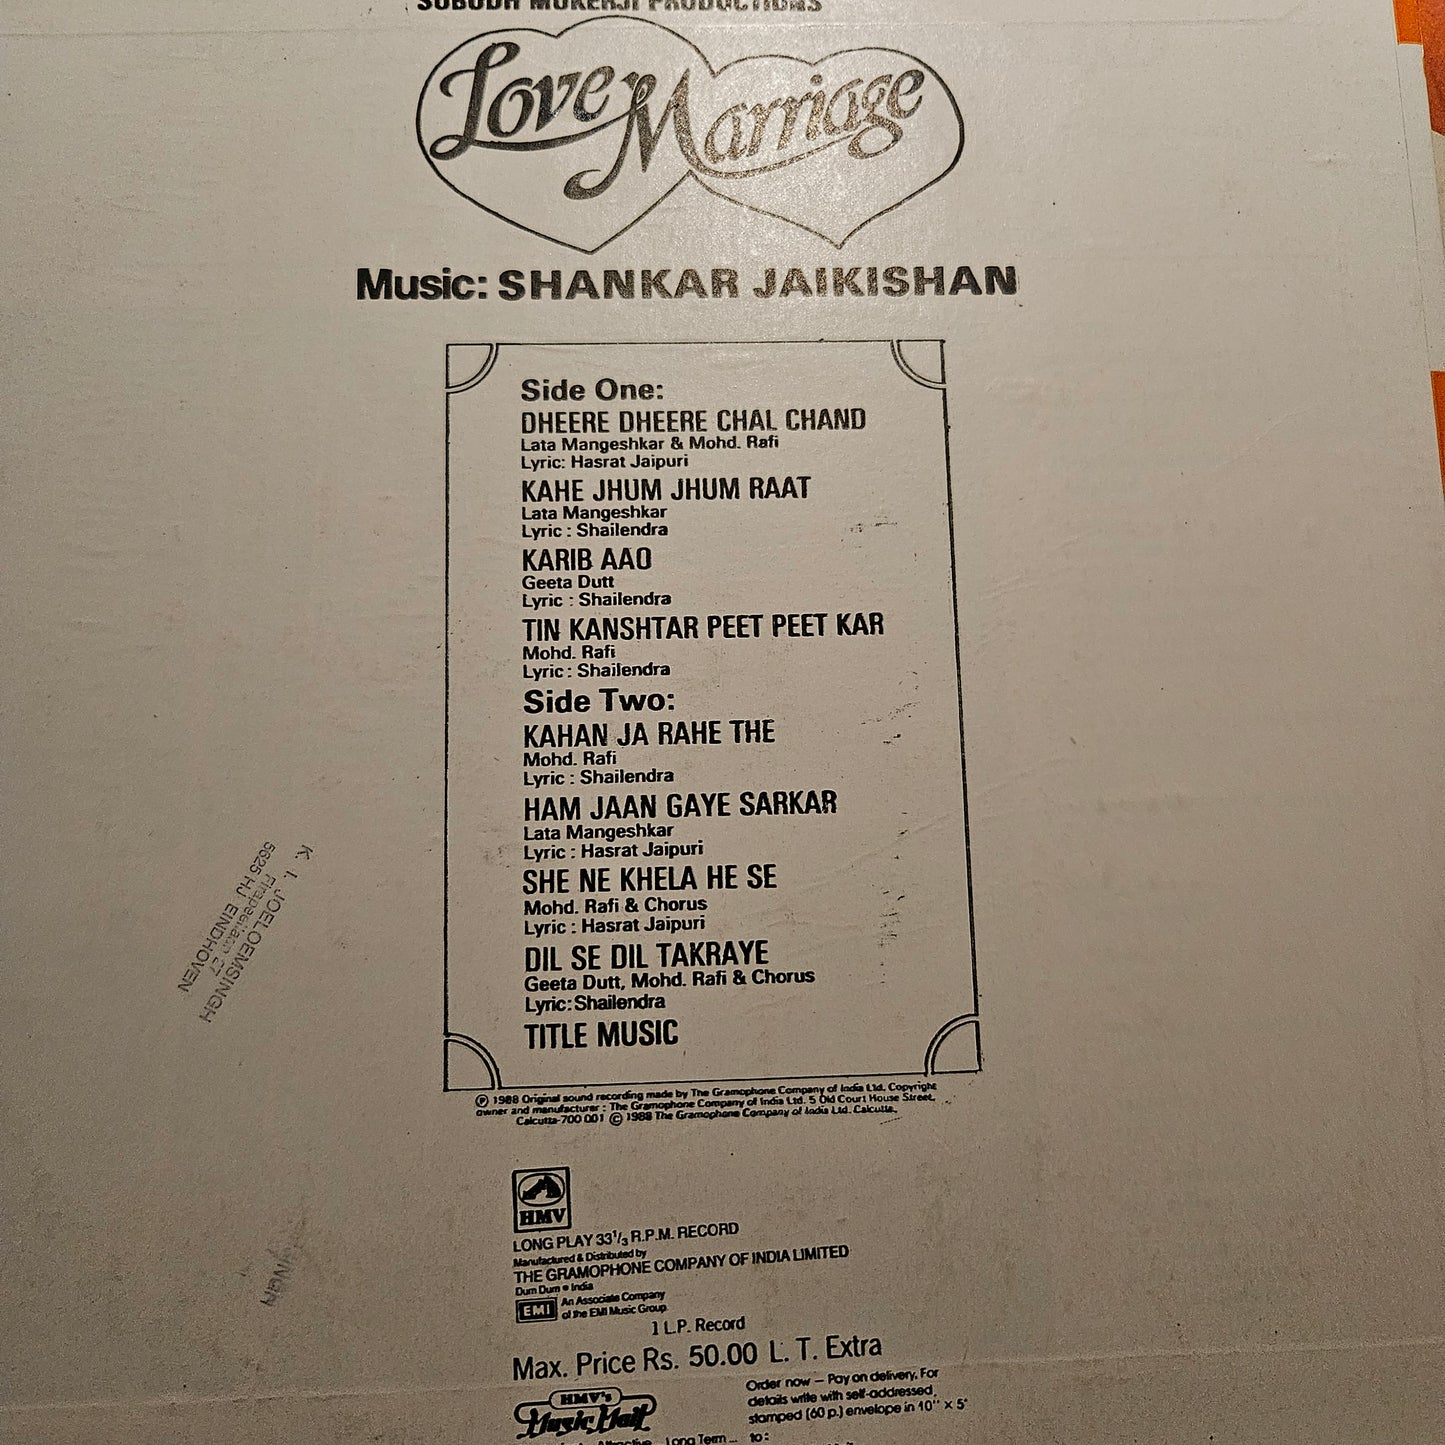 SUBODH MUKERJI PRODUCTIONS
Love Marriage
Music: SHANKAR JAIKISHAN
Side One:
DHEERE DHEERE CHAL CHAND
Lata Mangeshkar & Mohd. Rafi
Lyric: Hasrat Jaipuri
KAHE JHUM JHUM RAAT
Lata Mangeshkar
Lyric : Shailendra
KARIB AAO
Geeta Dutt
Lyric : Shailendra
TIN KANSHTAR PEET PEET KAR
Mohd. Rafi
Lyric : Shailendra
Side Two:
KAHAN JA RAHE THE
Mohd. Rafi
Lyric : Shailendra
HAM JAAN GAYE SARKAR
Lata Mangeshkar
Lyric : Hasrat Jaipuri
SHE NE KHELA HE SE
Mohd. Rafi & Chorus
Lyric : Hasrat Jaipuri
DIL SE DIL TAKRAYE
Geeta Dutt, Mohd. Rafi & Chorus
Lyric: Shailendra
TITLE MUSIC
Ⓟ 1988 Original sound recording made by The Gramophone Company of India Ltd. Copyright
owner and manufacturer : The Gramophone Company of India Ltd. 5 Old Court House Street,
Calcutta-700 001 © 1988 The Gramophone Company of India Ltd. Calcutta.
K. I. JOELOEMSINGH
27
5625 HJ EINDHOVEN
HMV
LONG PLAY 33 1/3 R.P.M. RECORD
Manufactured & Distributed by
THE GRAMOPHONE COMPANY OF INDIA LIMITED
Dum Dum • India
EMI An Associate Company
of the EMI Music Group
1 L.P. Record
Max. Price Rs. 50.00 L. T. Extra
HMV's
Music Mail
Order now – Pay on delivery. For
details write with self-addressed,
stamped (60 p.) envelope in 10" × 5"
Attractive Long Term... to: